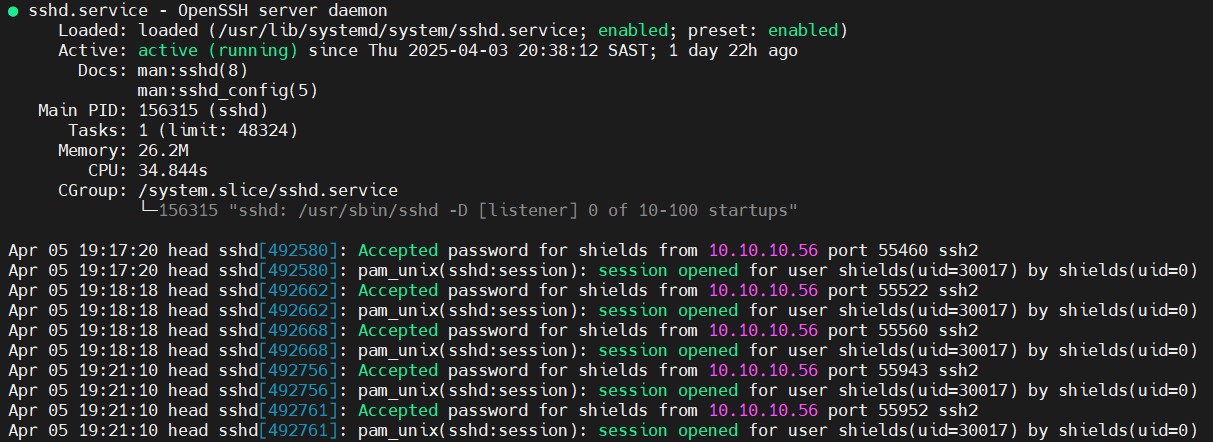 ● sshd.service - OpenSSH server daemon
Loaded: loaded (/usr/lib/systemd/system/sshd.service; enabled; preset: enabled)
Active: active (running) since Thu 2025-04-03 20:38:12 SAST; 1 day 22h ago
Docs: man:sshd(8)
man:sshd_config(5)
Main PID: 156315 (sshd)
Tasks: 1 (limit: 48324)
Memory: 26.2M
CPU: 34.844s
CGroup: /system.slice/sshd.service
└─156315 "sshd: /usr/sbin/sshd -D [listener] 0 of 10-100 startups"
Apr 05 19:17:20 head sshd[492580]: Accepted password for shields from 10.10.10.56 port 55460 ssh2
Apr 05 19:17:20 head sshd[492580]: pam_unix(sshd:session): session opened for user shields(uid=30017) by shields(uid=0)
Apr 05 19:18:18 head sshd[492662]: Accepted password for shields from 10.10.10.56 port 55522 ssh2
Apr 05 19:18:18 head sshd[492662]: pam_unix(sshd:session): session opened for user shields(uid=30017) by shields(uid=0)
Apr 05 19:18:18 head sshd[492668]: Accepted password for shields from 10.10.10.56 port 55560 ssh2
Apr 05 19:18:18 head sshd[492668]: pam_unix(sshd:session): session opened for user shields(uid=30017) by shields(uid=0)
Apr 05 19:21:10 head sshd[492756]: Accepted password for shields from 10.10.10.56 port 55943 ssh2
Apr 05 19:21:10 head sshd[492756]: pam_unix(sshd:session): session opened for user shields(uid=30017) by shields(uid=0)
Apr 05 19:21:10 head sshd[492761]: Accepted password for shields from 10.10.10.56 port 55952 ssh2
Apr 05 19:21:10 head sshd[492761]: pam_unix(sshd:session): session opened for user shields(uid=30017) by shields(uid=0)